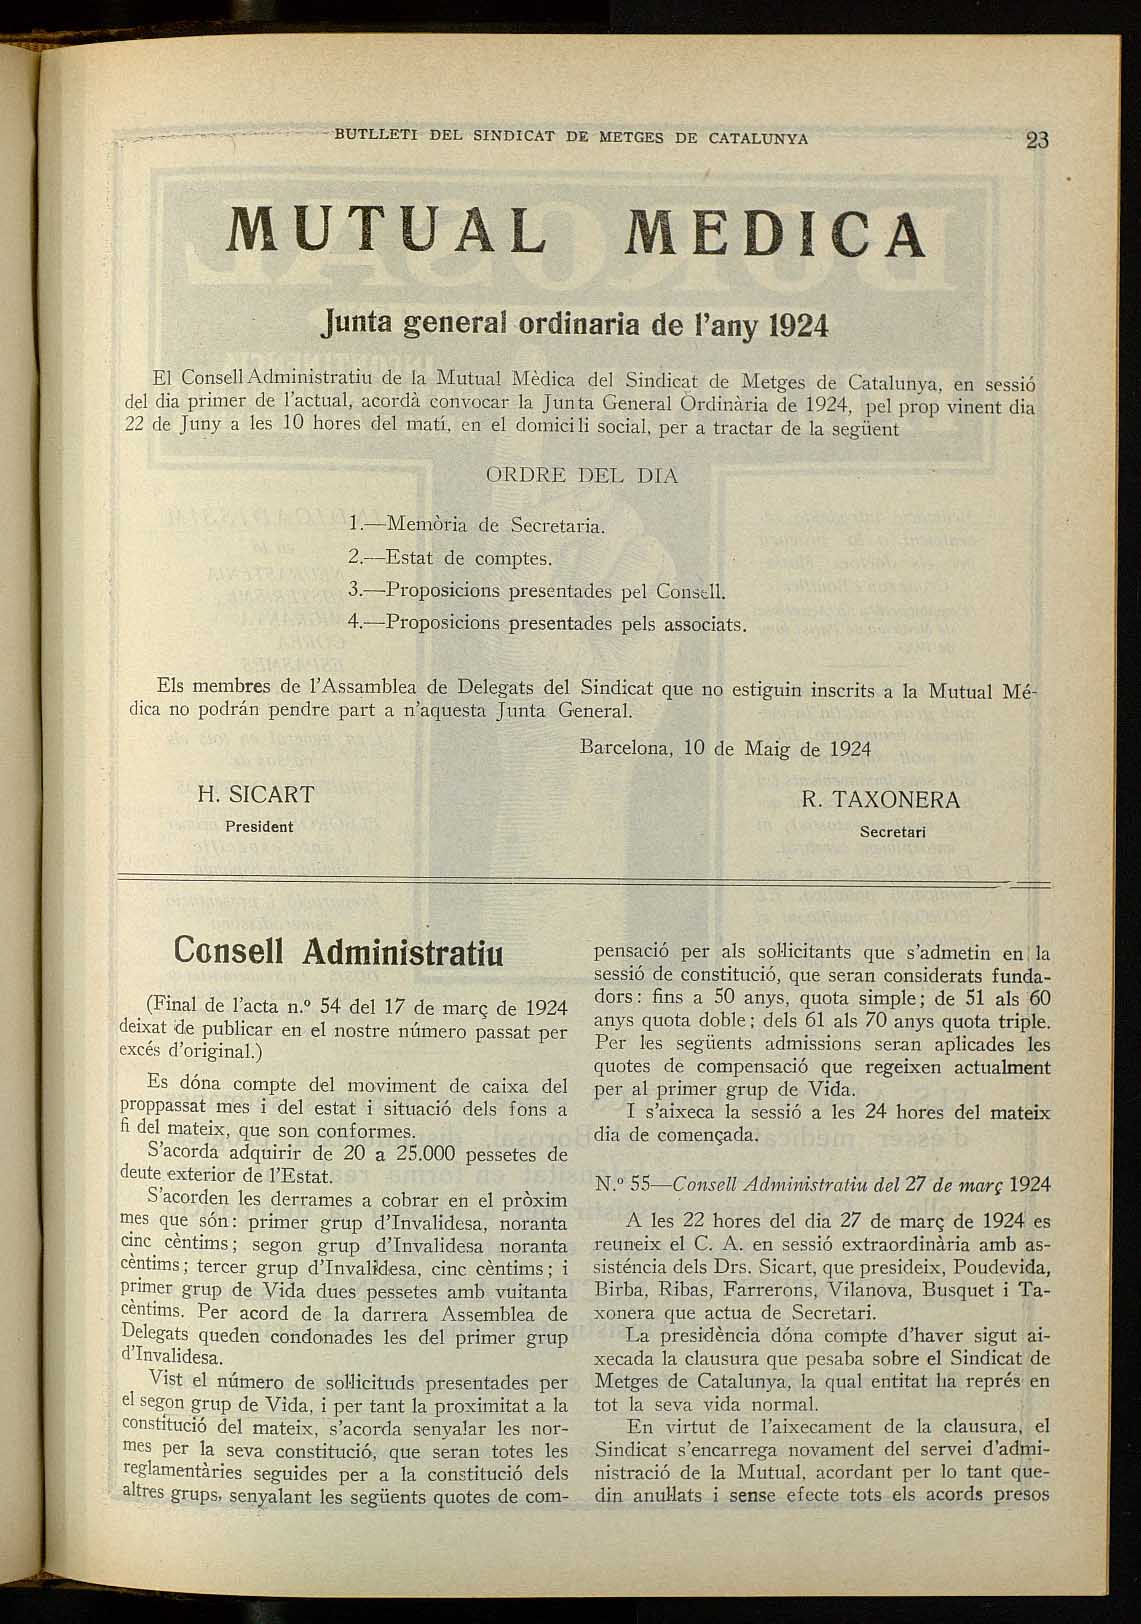 BUTLLETI DEL SINDICAT DE METGES DE CATALUNYA 23
MUTUAL MEDICA
Junta general ordinaria de l'any 1924
El Consell Administratiu de la Mutual Mèdica del Sindicat de Metges de Catalunya, en sessió
del dia primer de l'actual, acordà convocar la Junta General Ordinària de 1924, pel prop vinent dia
22 de Juny a les 10 hores del matí, en el domicili social, per a tractar de la següent
ORDRE DEL DIA
1.—Memòria de Secretaria.
2.—Estat de comptes.
3.—Proposicions presentades pel Consell.
4.—Proposicions presentades pels associats.
Els membres de l'Assamblea de Delegats del Sindicat que no estiguin inscrits a la Mutual Mé-
dica no podrán pendre part a n'aquesta Junta General.
Barcelona, 10 de Maig de 1924
H. SICART
President
R. TAXONERA
Secretari
Consell Administratiu
(Final de l'acta n.º 54 del 17 de març de 1924
deixat de publicar en el nostre número passat per
excés d'original.)
Es dóna compte del moviment de caixa del
proppassat mes i del estat i situació dels fons a
fi del mateix, que son conformes.
S'acorda adquirir de 20 a 25.000 pessetes de
deute exterior de l'Estat.
S'acorden les derrames a cobrar en el pròxim
mes que són: primer grup d'Invalidesa, noranta
cinc cèntims; segon grup d'Invalidesa noranta
cèntims; tercer grup d'Invalidesa, cinc cèntims; i
primer grup de Vida dues pessetes amb vuitanta
cèntims. Per acord de la darrera Assemblea de
Delegats queden condonades les del primer grup
d'Invalidesa.
Vist el número de sol·licituds presentades per
el segon grup de Vida, i per tant la proximitat a la
constitució del mateix, s'acorda senyalar les nor-
mes per la seva constitució, que seran totes les
reglamentàries seguides per a la constitució dels
altres grups, senyalant les següents quotes de com-
pensació per als sol·licitants que s'admetin en la
sessió de constitució, que seran considerats funda-
dors: fins a 50 anys, quota simple; de 51 als 60
anys quota doble; dels 61 als 70 anys quota triple.
Per les següents admissions seran aplicades les
quotes de compensació que regeixen actualment
per al primer grup de Vida.
I s'aixeca la sessió a les 24 hores del mateix
dia de començada.
N.º 55—Consell Administratiu del 27 de març 1924
A les 22 hores del dia 27 de març de 1924 es
reuneix el C. A. en sessió extraordinària amb as-
sisténcia dels Drs. Sicart, que presideix, Poudevida,
Birba, Ribas, Farrerons, Vilanova, Busquet i Ta-
xonera que actua de Secretari.
La presidència dóna compte d'haver sigut ai-
xecada la clausura que pesaba sobre el Sindicat de
Metges de Catalunya, la qual entitat ha représ en
tot la seva vida normal.
En virtut de l'aixecament de la clausura, el
Sindicat s'encarrega novament del servei d'admi-
nistració de la Mutual, acordant per lo tant que-
din anul·lats i sense efecte tots els acords presos